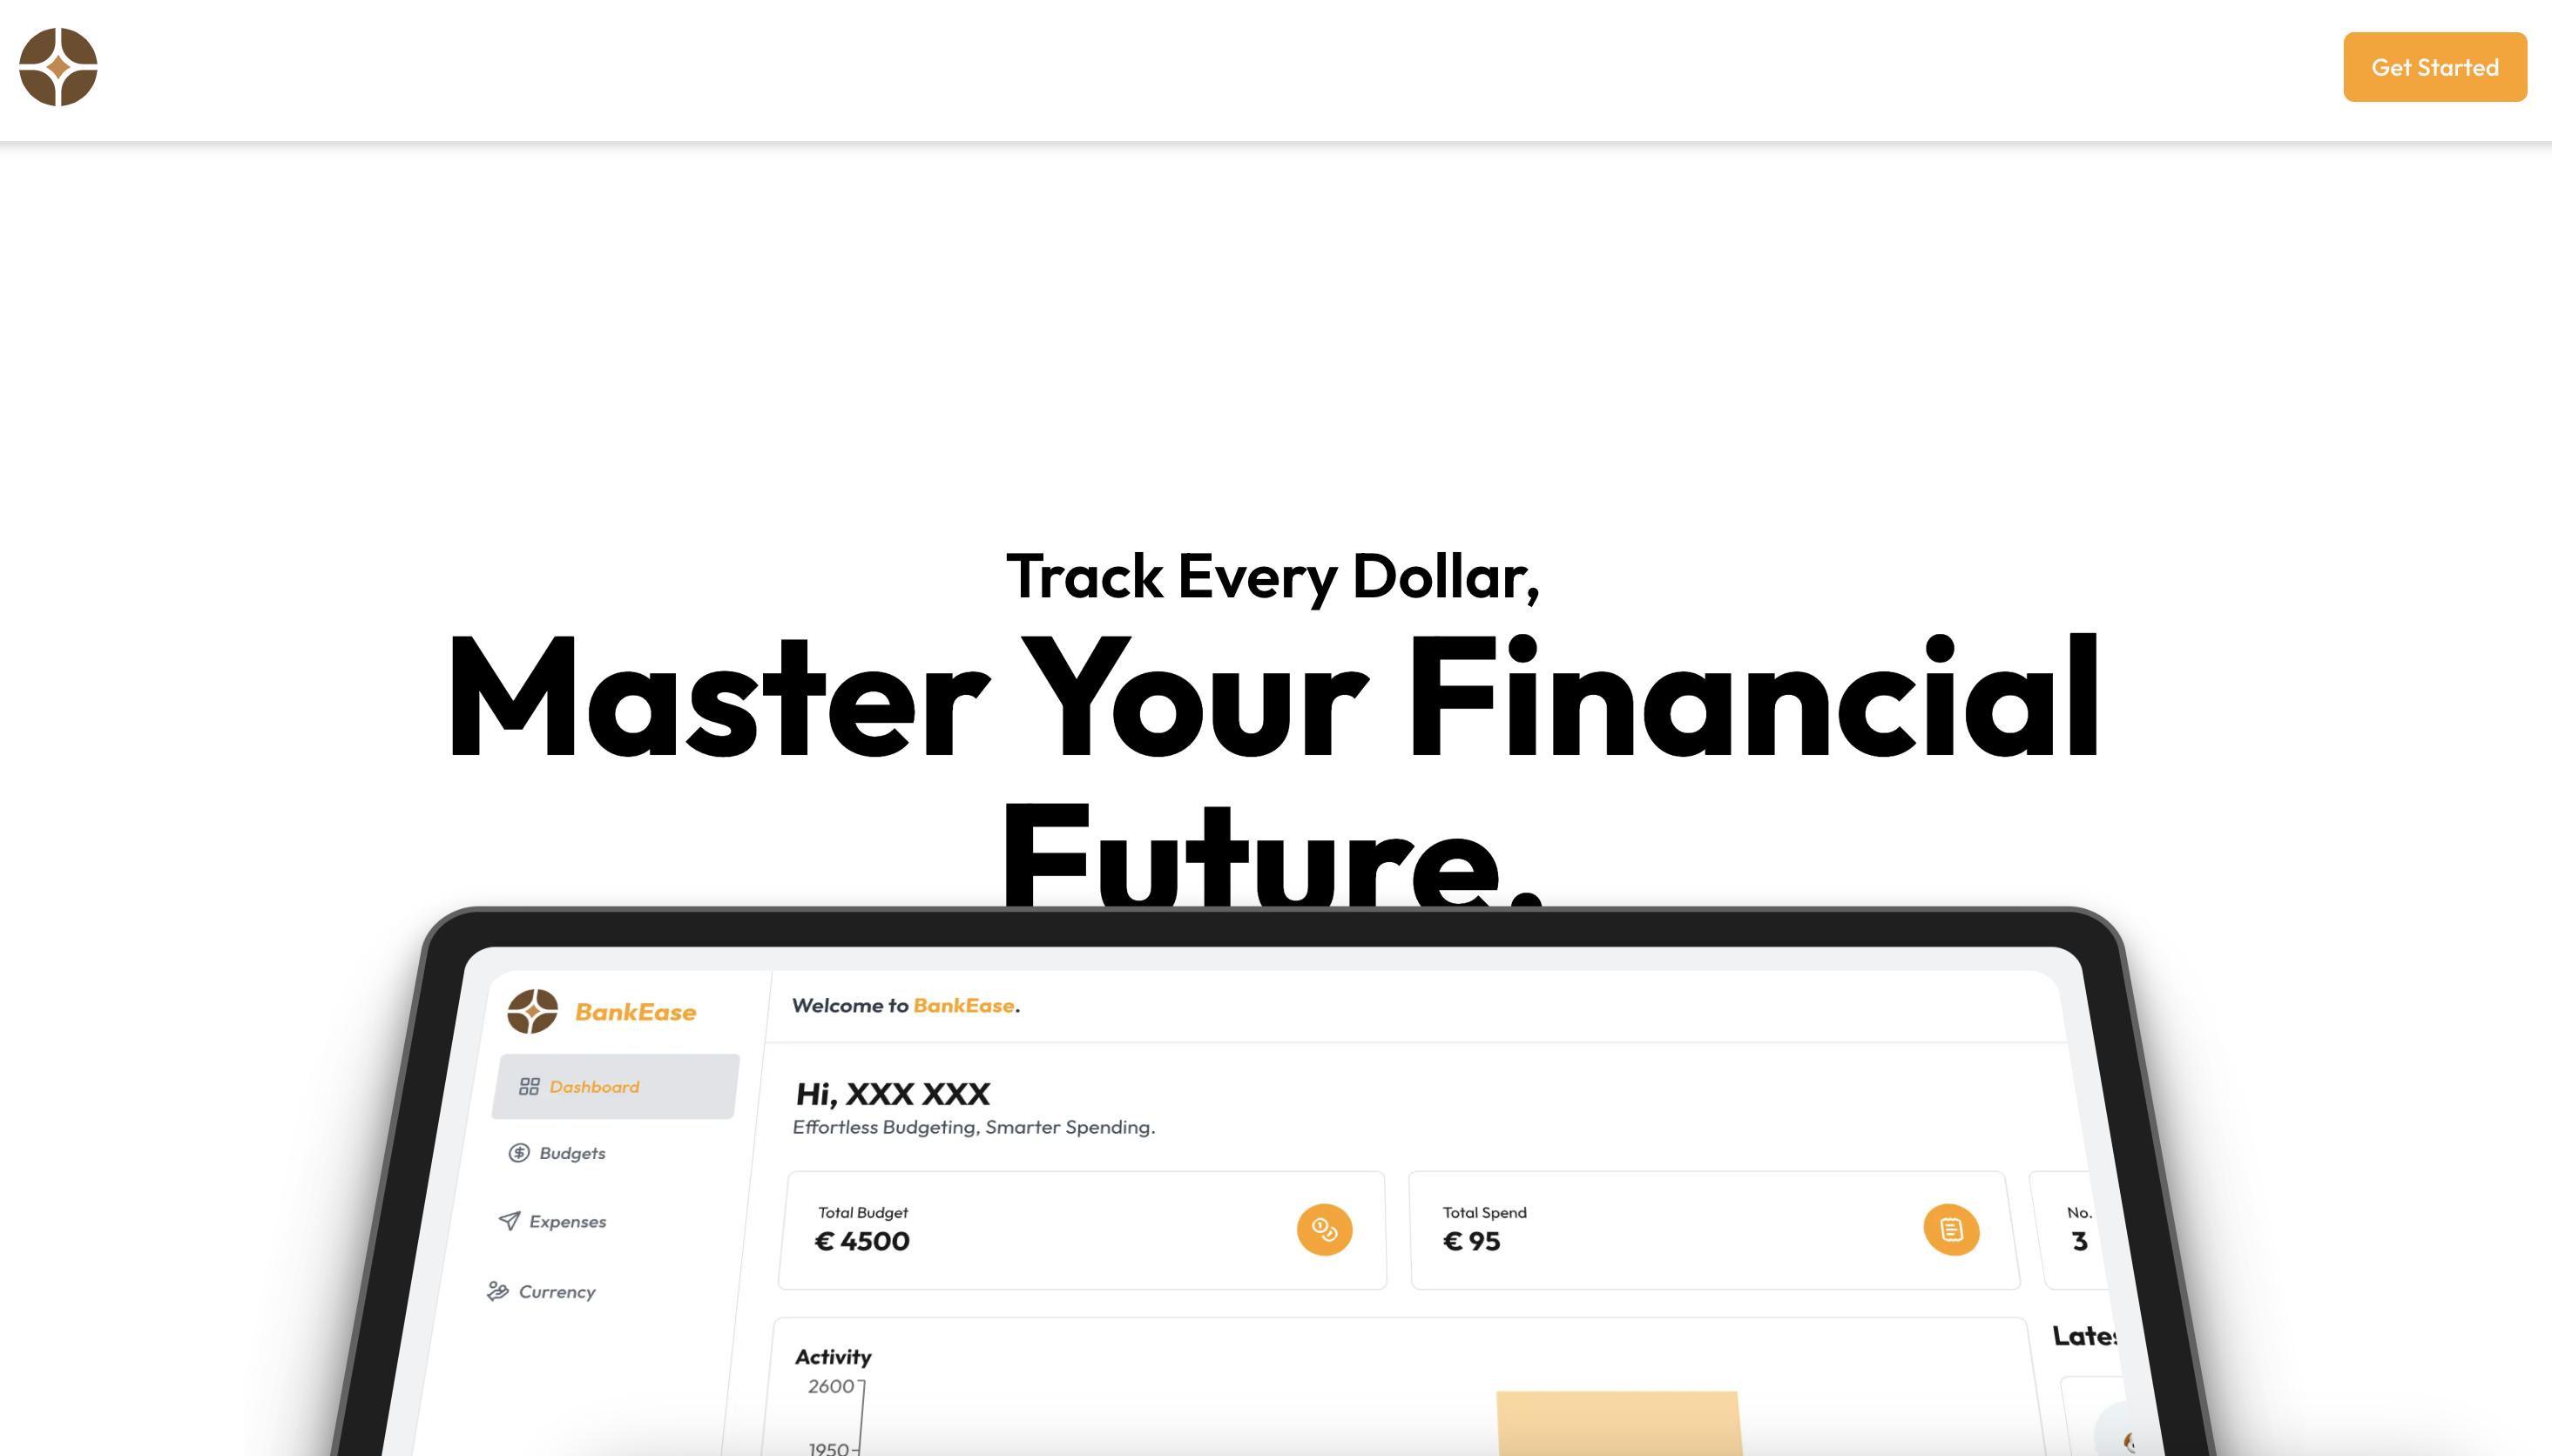 Get Started
Track Every Dollar,
Master Your Financial
Future.
BankEase
Welcome to BankEase.
Dashboard
Hi, XXX XXX
Effortless Budgeting, Smarter Spending.
Budgets
Expenses
Currency
Total Budget
€ 4500
Total Spend
€ 95
No.
3
Activity
2600
1950